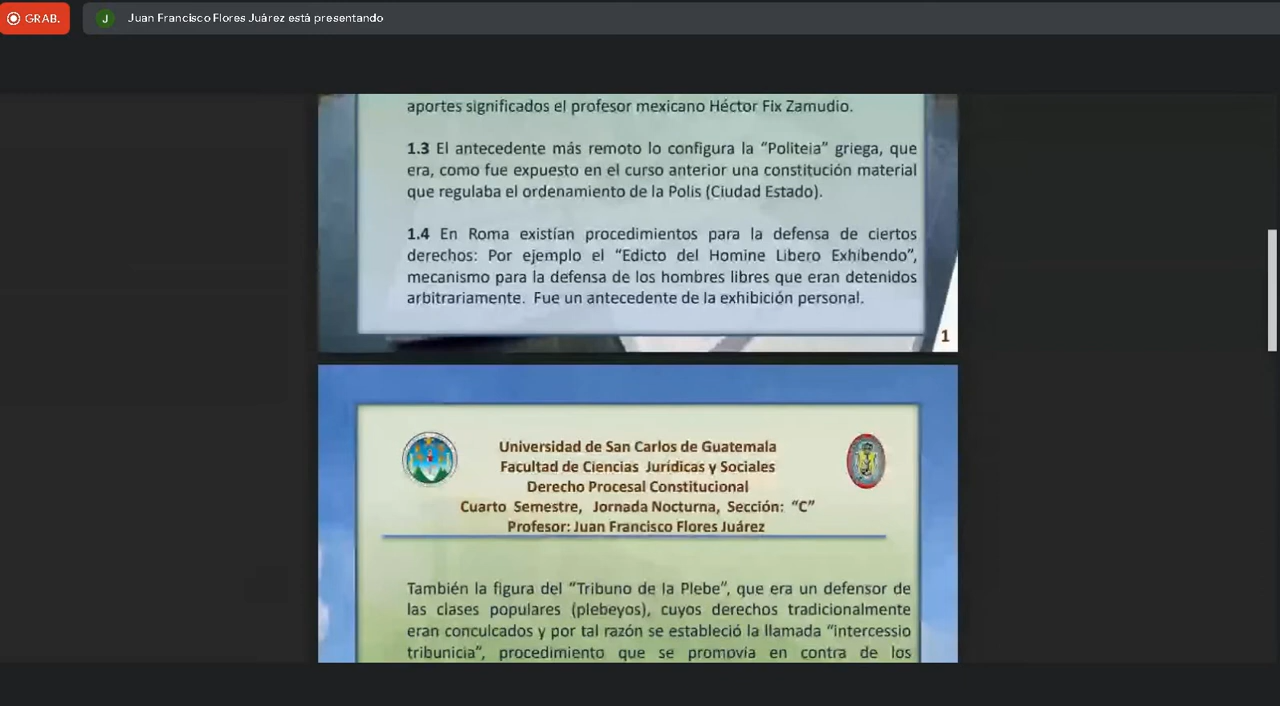 GRAB.
J
Juan Francisco Flores Juárez está presentando
aportes significados el profesor mexicano Héctor Fix Zamudio.
1.3 El antecedente más remoto lo configura la “Politeia” griega, que
era, como fue expuesto en el curso anterior una constitución material
que regulaba el ordenamiento de la Polis (Ciudad Estado).
1.4 En Roma existían procedimientos para la defensa de ciertos
derechos: Por ejemplo el “Edicto del Homine Libero Exhibendo”,
mecanismo para la defensa de los hombres libres que eran detenidos
arbitrariamente. Fue un antecedente de la exhibición personal.
1
Universidad de San Carlos de Guatemala
Facultad de Ciencias Jurídicas y Sociales
Derecho Procesal Constitucional
Cuarto Semestre, Jornada Nocturna, Sección: “C”
Profesor: Juan Francisco Flores Juárez
También la figura del “Tribuno de la Plebe”, que era un defensor de
las clases populares (plebeyos), cuyos derechos tradicionalmente
eran conculcados y por tal razón se estableció la llamada “intercessio
tribunicia”, procedimiento que se promovía en contra de los